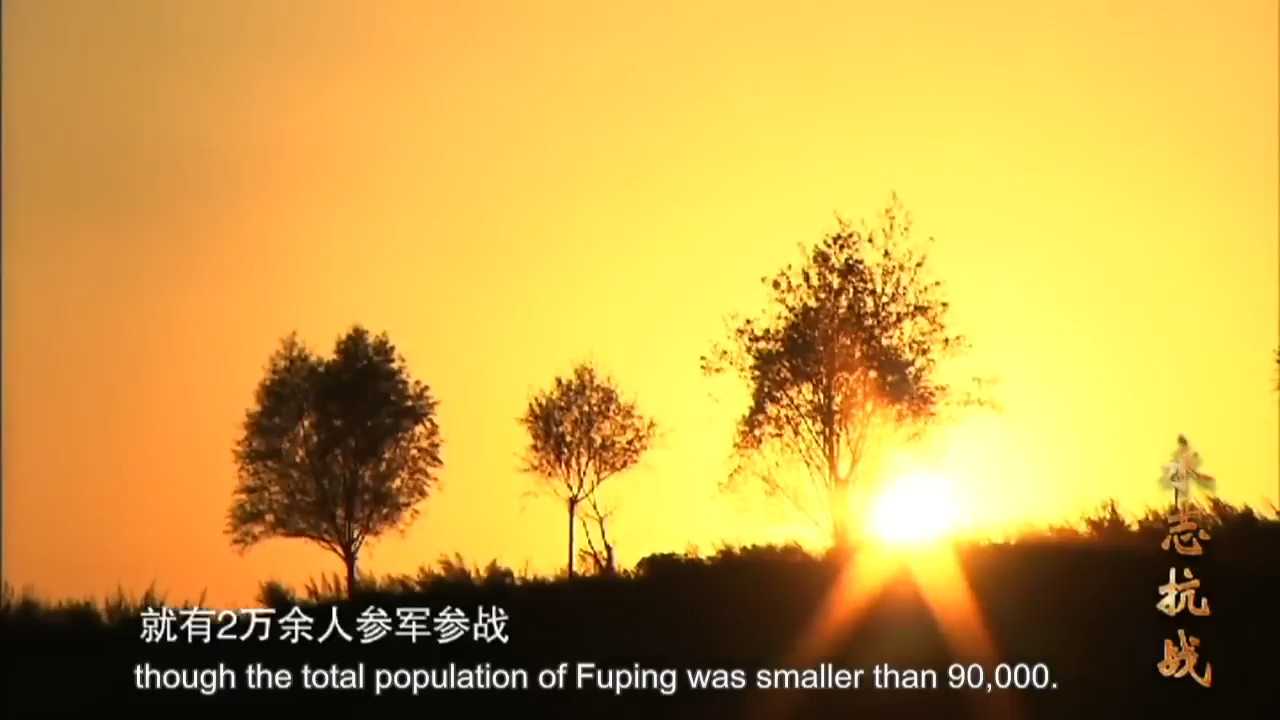 就有2万余人参军参战
though the total population of Fuping was smaller than 90,000.
志抗战